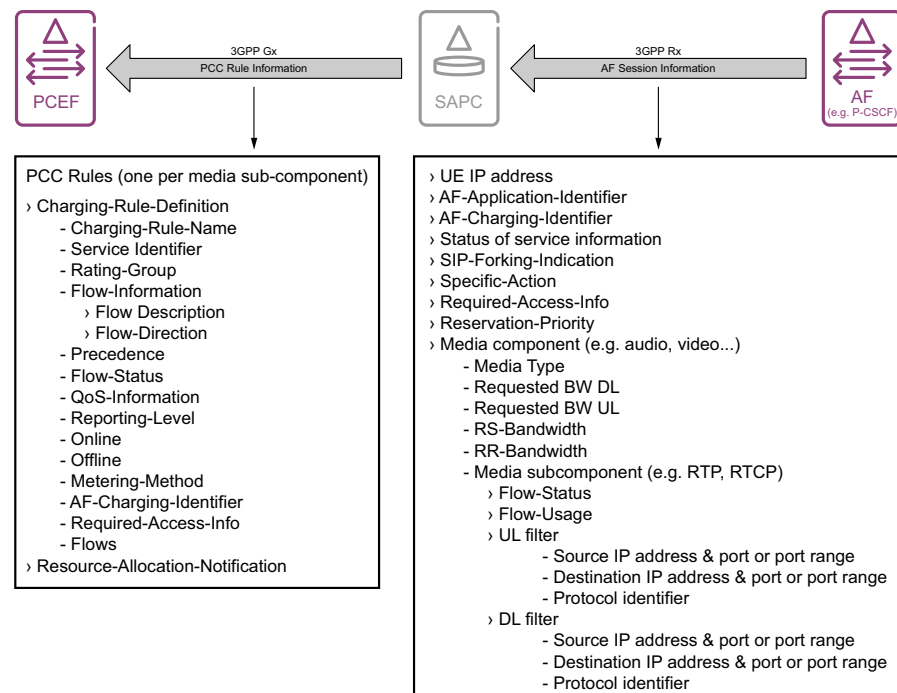 3GPP Gx
PCC Rule Information
3GPP Rx
AF Session Information
PCEF
SAPC
AF
(e.g. P-CSCF)
PCC Rules (one per media sub-component)
› Charging-Rule-Definition
- Charging-Rule-Name
- Service Identifier
- Rating-Group
- Flow-Information
› Flow Description
› Flow-Direction
- Precedence
- Flow-Status
- QoS-Information
- Reporting-Level
- Online
- Offline
- Metering-Method
- AF-Charging-Identifier
- Required-Access-Info
- Flows
› Resource-Allocation-Notification
› UE IP address
› AF-Application-Identifier
› AF-Charging-Identifier
› Status of service information
› SIP-Forking-Indication
› Specific-Action
› Required-Access-Info
› Reservation-Priority
› Media component (e.g. audio, video...)
- Media Type
- Requested BW DL
- Requested BW UL
- RS-Bandwidth
- RR-Bandwidth
- Media subcomponent (e.g. RTP, RTCP)
› Flow-Status
› Flow-Usage
› UL filter
- Source IP address & port or port range
- Destination IP address & port or port range
- Protocol identifier
› DL filter
- Source IP address & port or port range
- Destination IP address & port or port range
- Protocol identifier